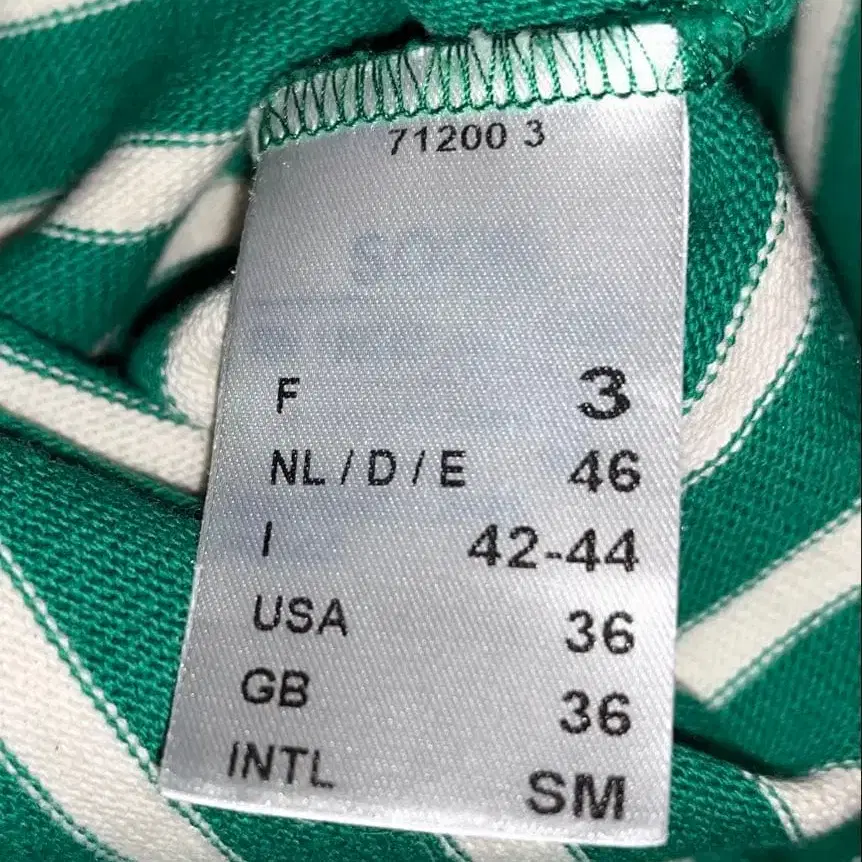 71200 3
F 3
NL / D / E 46
I 42-44
USA 36
GB 36
INTL SM